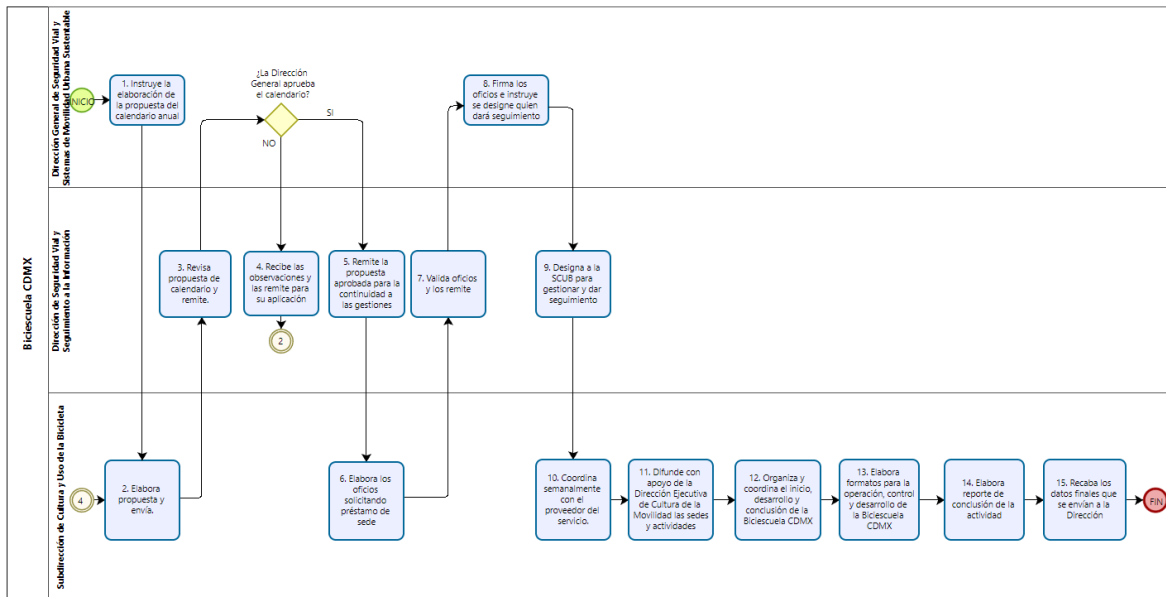 Biciescuela CDMX
Dirección General de Seguridad Vial y
Sistemas de Movilidad Urbana Sustentable
INICIO
1. Instruye la
elaboración de
la propuesta del
calendario anual
¿La Dirección
General aprueba
el calendario?
SI
NO
8. Firma los
oficios e instruye
se designe quien
dará seguimiento
Dirección de Seguridad Vial y
Seguimiento a la Información
3. Revisa
propuesta de
calendario y
remite.
4. Recibe las
observaciones y
las remite para
su aplicación
2
5. Remite la
propuesta
aprobada para la
continuidad a
las gestiones
7. Valida oficios
y los remite
9. Designa a la
SCUB para
gestionar y dar
seguimiento
Subdirección de Cultura y Uso de la Bicicleta
4
2. Elabora
propuesta y
envía.
6. Elabora los
oficios
solicitando
préstamo de
sede
10. Coordina
semanalmente
con el
proveedor del
servicio.
11. Difunde con
apoyo de la
Dirección Ejecutiva
de Cultura de la
Movilidad las sedes
y actividades
12. Organiza y
coordina el inicio,
desarrollo y
conclusión de la
Biciescuela CDMX
13. Elabora
formatos para la
operación, control
y desarrollo de
la Biciescuela
CDMX
14. Elabora
reporte de
conclusión de la
actividad
15. Recaba los
datos finales que
se envían a la
Dirección
FIN